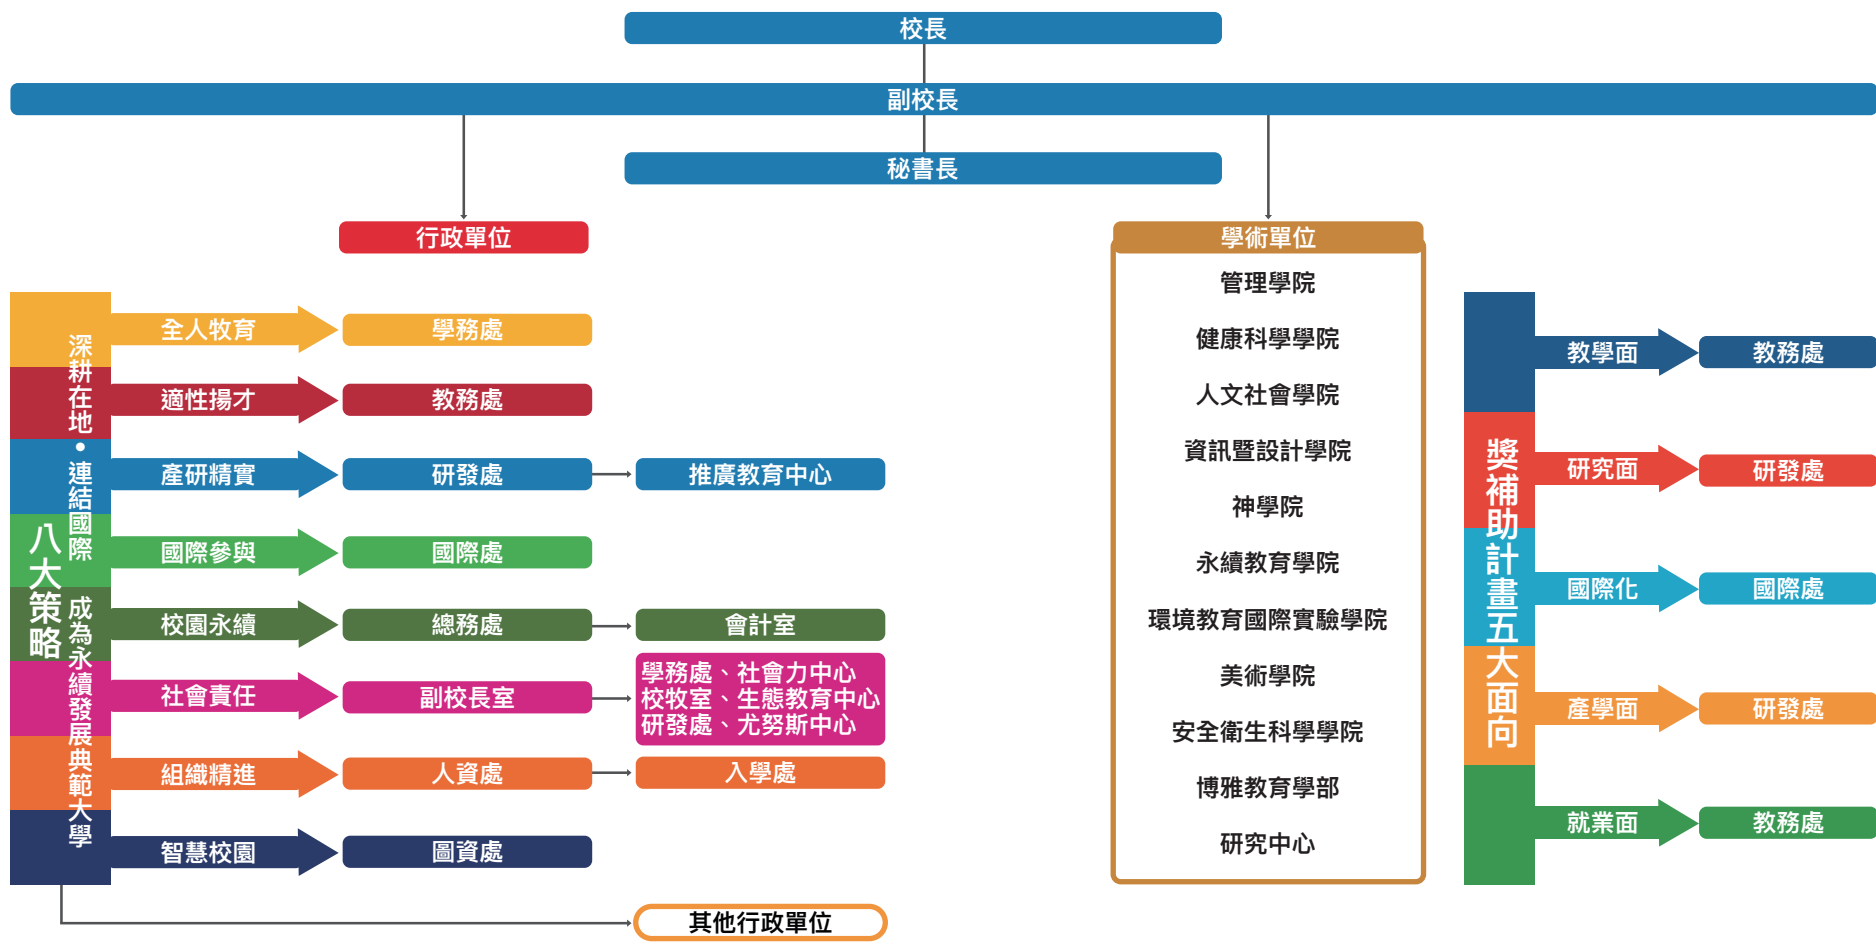 校長
副校長
秘書長
行政單位
學術單位
深耕在地・連結國際 成為永續發展典範大學
八大策略
全人牧育
學務處
適性揚才
教務處
產研精實
研發處
推廣教育中心
國際參與
國際處
校園永續
總務處
會計室
社會責任
副校長室
學務處、社會力中心
校牧室、生態教育中心
研發處、尤努斯中心
組織精進
人資處
入學處
智慧校園
圖資處
其他行政單位
管理學院
健康科學學院
人文社會學院
資訊暨設計學院
神學院
永續教育學院
環境教育國際實驗學院
美術學院
安全衛生科學學院
博雅教育學部
研究中心
獎補助計畫五大面向
教學面
教務處
研究面
研發處
國際化
國際處
產學面
研發處
就業面
教務處